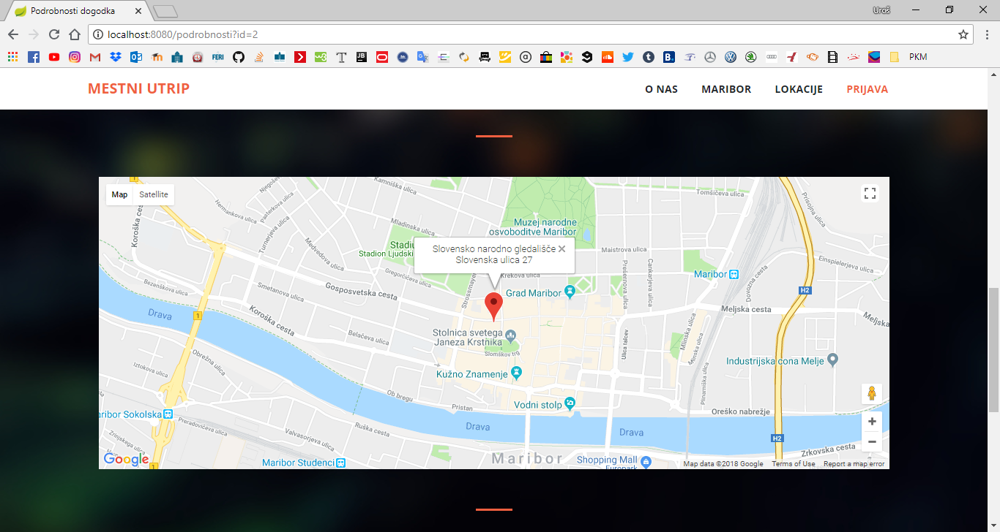 Podrobnosti dogodka
Uroš
localhost:8080/podrobnosti?id=2
PKM
MESTNI UTRIP
O NAS
MARIBOR
LOKACIJE
PRIJAVA
Map
Satellite
Kamniška ulica
Tomšičeva ulica
Prisojna ulica
Njegoševa
Hermankova ulica
Pasterkova ulica
Koroška cesta
Turnerjeva ulica
Medvedova ulica
Mladinska ulica
Muzej narodne
osvoboditve Maribor
Stadion Ljudski
Slovensko narodno gledališče
Slovenska ulica 27
Maistrova ulica
Krekova ulica
Prešernova ulica
Cankarjeva ulica
Einspielerjeva ulica
Maribor
Dovozna cesta
Gregorčičeva ulica
Gosposvetska cesta
Bezenškova ulica
Smetanova ulica
Grad Maribor
H2
Drava
1
Koroška cesta
Meljska cesta
Stolnica svetega
Janeza Krstnika
Slomškov trg
Belačeva ulica
Ulica talcev
Mlinska ulica
Industrijska cona Melje
Plinarniška ulica
Iztokova ulica
Obrežna ulica
Kužno Znamenje
Ob bregu
Pristan
Vodni stolp
Oreško nabrežje
Drava
Drava
Maribor Sokolska
Preradovičeva ulica
Ruška cesta
Valvasorjeva ulica
H2
Zrkovska cesta
Zrinjskega ulica
Google
1
Maribor Studenci
Maribor
Shopping Mall
Europark
Map data ©2018 Google
Terms of Use
Report a map error